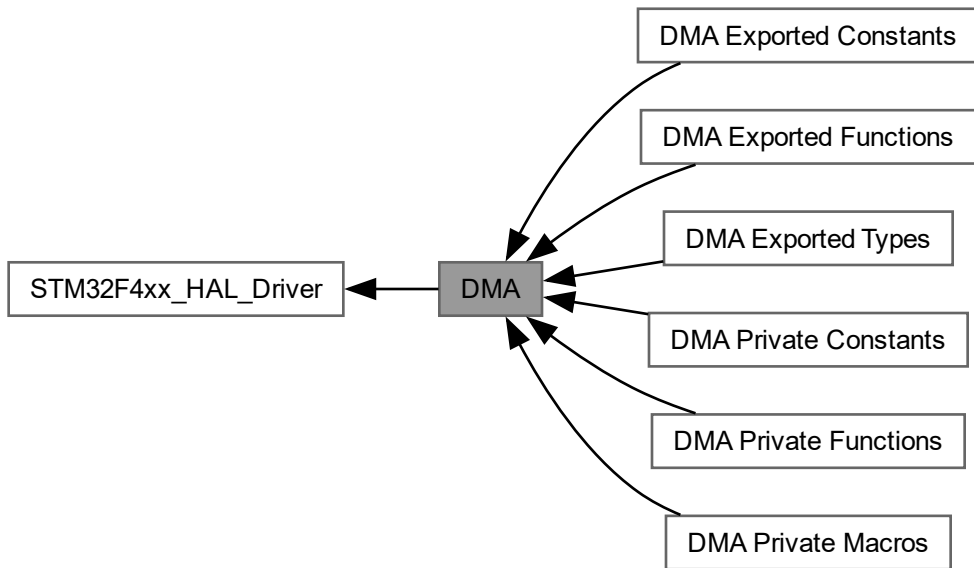 DMA Exported Constants
DMA Exported Functions
DMA Exported Types
STM32F4xx_HAL_Driver
DMA
DMA Private Constants
DMA Private Functions
DMA Private Macros